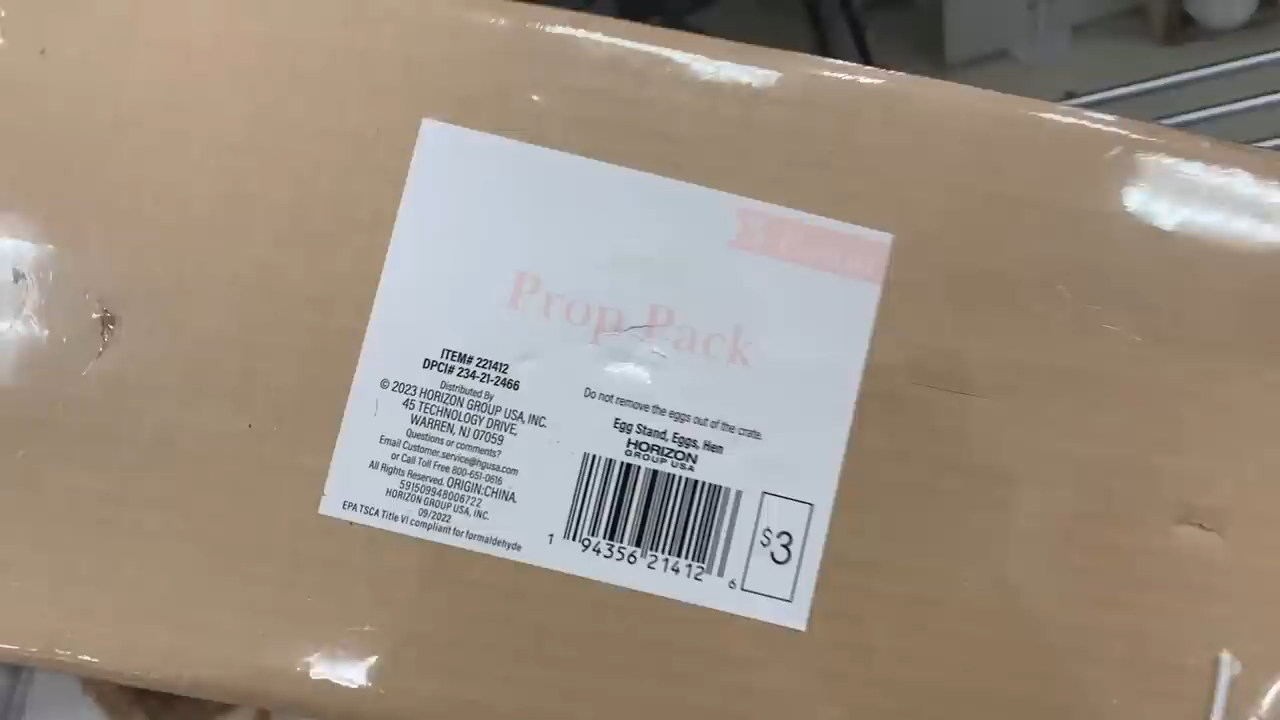 Prop Pack
ITEM# 221412
DPCI# 234-21-2466
Distributed By
© 2023 HORIZON GROUP USA, INC.
45 TECHNOLOGY DRIVE,
WARREN, NJ 07059
Questions or comments?
Email Customer.service@hgusa.com
or Call Toll Free 800-651-0616
All Rights Reserved. ORIGIN:CHINA.
591509948006722
HORIZON GROUP USA, INC.
09/2022
EPA TSCA Title VI compliant for formaldehyde
Do not remove the eggs out of the crate.
Egg Stand, Eggs, Hen
HORIZON
GROUP USA
1 94356 21412 6
$3